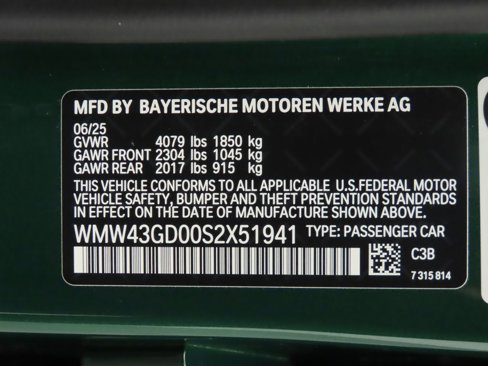 MFD BY BAYERISCHE MOTOREN WERKE AG
06/25
GVWR 4079 lbs 1850 kg
GAWR FRONT 2304 lbs 1045 kg
GAWR REAR 2017 lbs 915 kg
THIS VEHICLE CONFORMS TO ALL APPLICABLE U.S.FEDERAL MOTOR
VEHICLE SAFETY, BUMPER AND THEFT PREVENTION STANDARDS
IN EFFECT ON THE DATE OF MANUFACTURE SHOWN ABOVE.
WMW43GD00S2X51941 TYPE: PASSENGER CAR
C3B
7 315 814